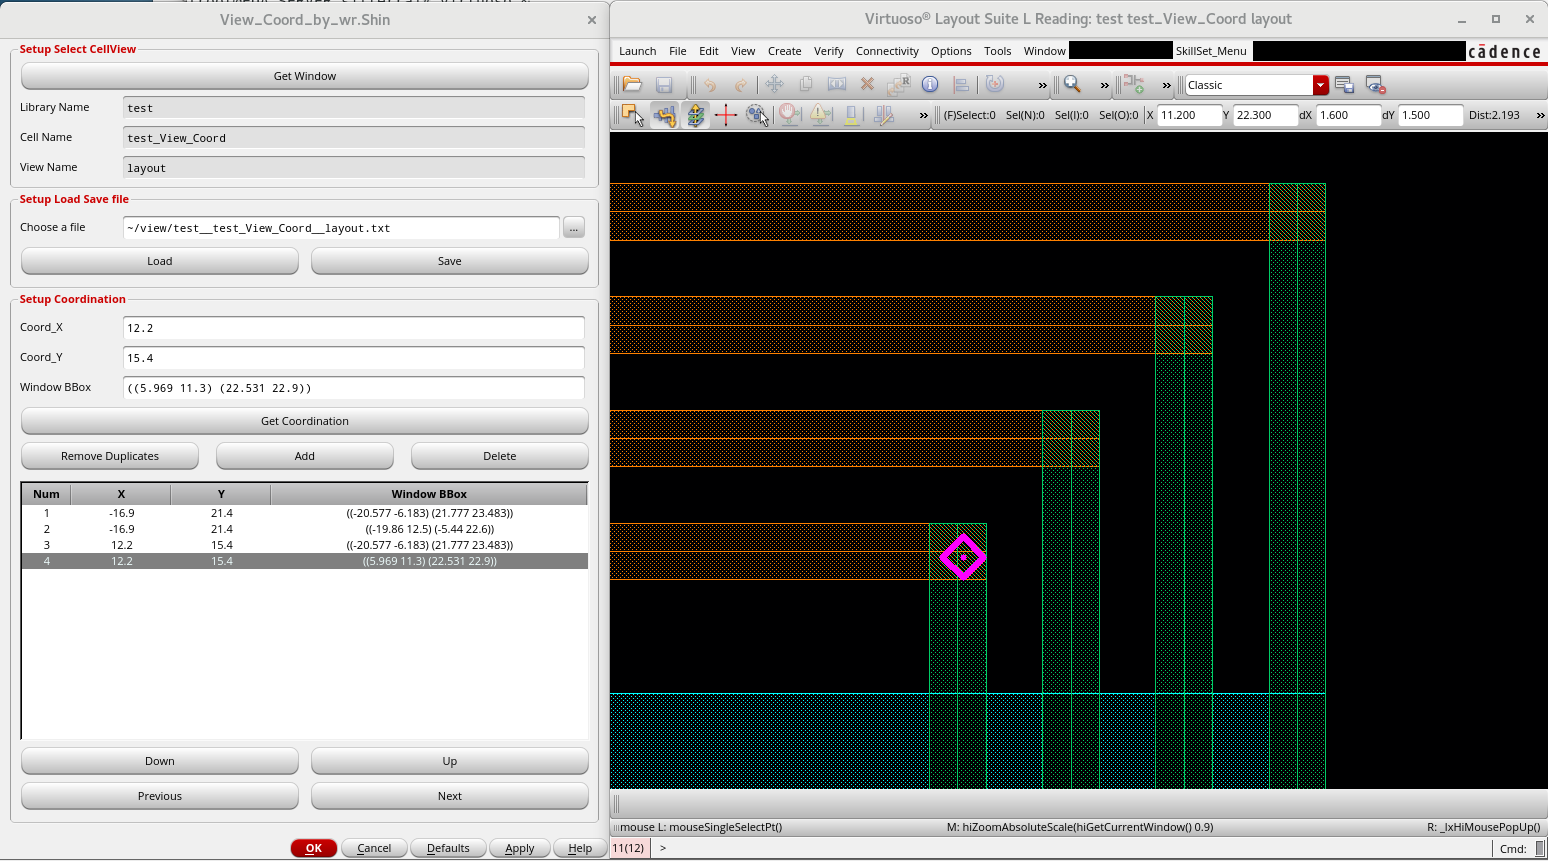 View_Coord_by_wr.Shin
Setup Select CellView
Get Window
Library Name test
Cell Name test_View_Coord
View Name layout
Setup Load Save file
Choose a file ~/view/test__test_View_Coord__layout.txt ...
Load Save
Setup Coordination
Coord_X 12.2
Coord_Y 15.4
Window BBox ((5.969 11.3) (22.531 22.9))
Get Coordination
Remove Duplicates Add Delete
Num X Y Window BBox
1 -16.9 21.4 ((-20.577 -6.183) (21.777 23.483))
2 -16.9 21.4 ((-19.86 12.5) (-5.44 22.6))
3 12.2 15.4 ((-20.577 -6.183) (21.777 23.483))
4 12.2 15.4 ((5.969 11.3) (22.531 22.9))
Down Up
Previous Next
OK Cancel Defaults Apply Help
Virtuoso® Layout Suite L Reading: test test_View_Coord layout
Launch File Edit View Create Verify Connectivity Options Tools Window SkillSet_Menu cādence
» » » Classic
» (F)Select:0 Sel(N):0 Sel(I):0 Sel(O):0 X 11.200 Y 22.300 dX 1.600 dY 1.500 Dist:2.193 »
mouse L: mouseSingleSelectPt() M: hiZoomAbsoluteScale(hiGetCurrentWindow() 0.9) R: _lxHiMousePopUp()
11(12) > Cmd: